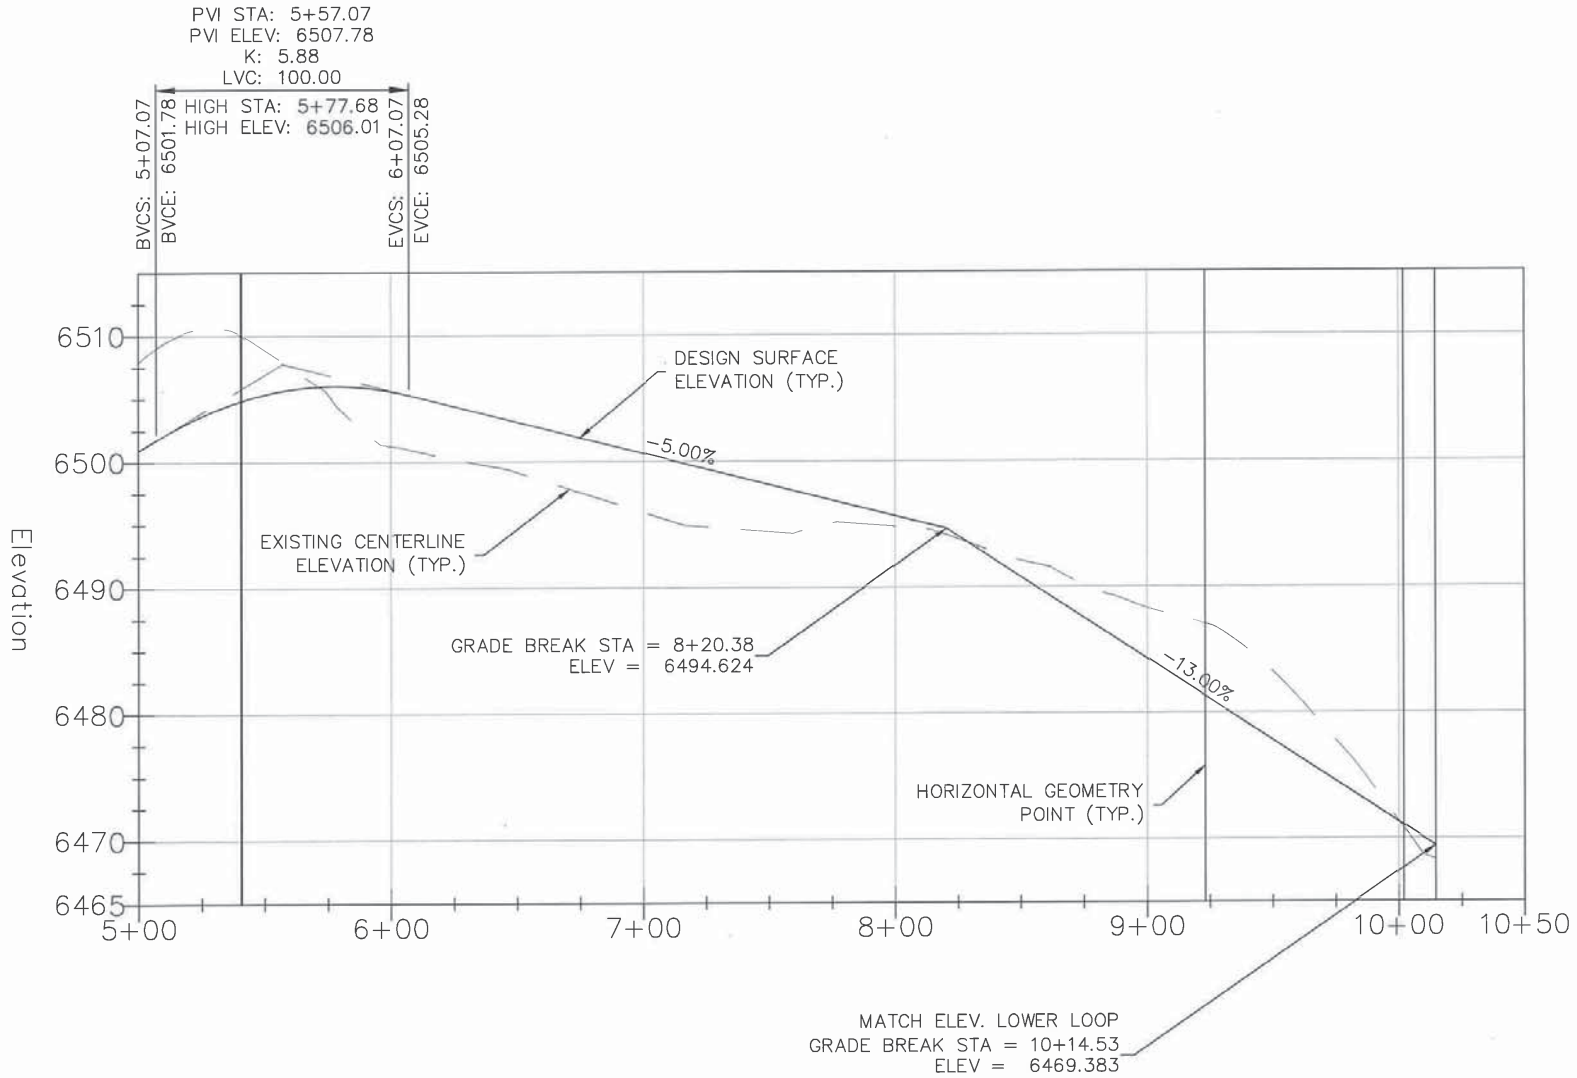 PVI STA: 5+57.07
PVI ELEV: 6507.78
K: 5.88
LVC: 100.00
HIGH STA: 5+77.68
HIGH ELEV: 6506.01
BVCS: 5+07.07
BVCE: 6501.78
EVCS: 6+07.07
EVCE: 6505.28
6510
6500
6490
6480
6470
6465
Elevation
DESIGN SURFACE
ELEVATION (TYP.)
-5.00%
EXISTING CENTERLINE
ELEVATION (TYP.)
GRADE BREAK STA = 8+20.38
ELEV = 6494.624
-13.00%
HORIZONTAL GEOMETRY
POINT (TYP.)
5+00
6+00
7+00
8+00
9+00
10+00
10+50
MATCH ELEV. LOWER LOOP
GRADE BREAK STA = 10+14.53
ELEV = 6469.383